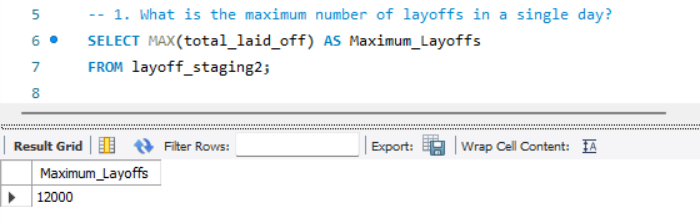 5 -- 1. What is the maximum number of layoffs in a single day?
6 SELECT MAX(total_laid_off) AS Maximum_Layoffs
7 FROM layoff_staging2;
8
Result Grid Filter Rows: Export: Wrap Cell Content: IA
Maximum_Layoffs
12000